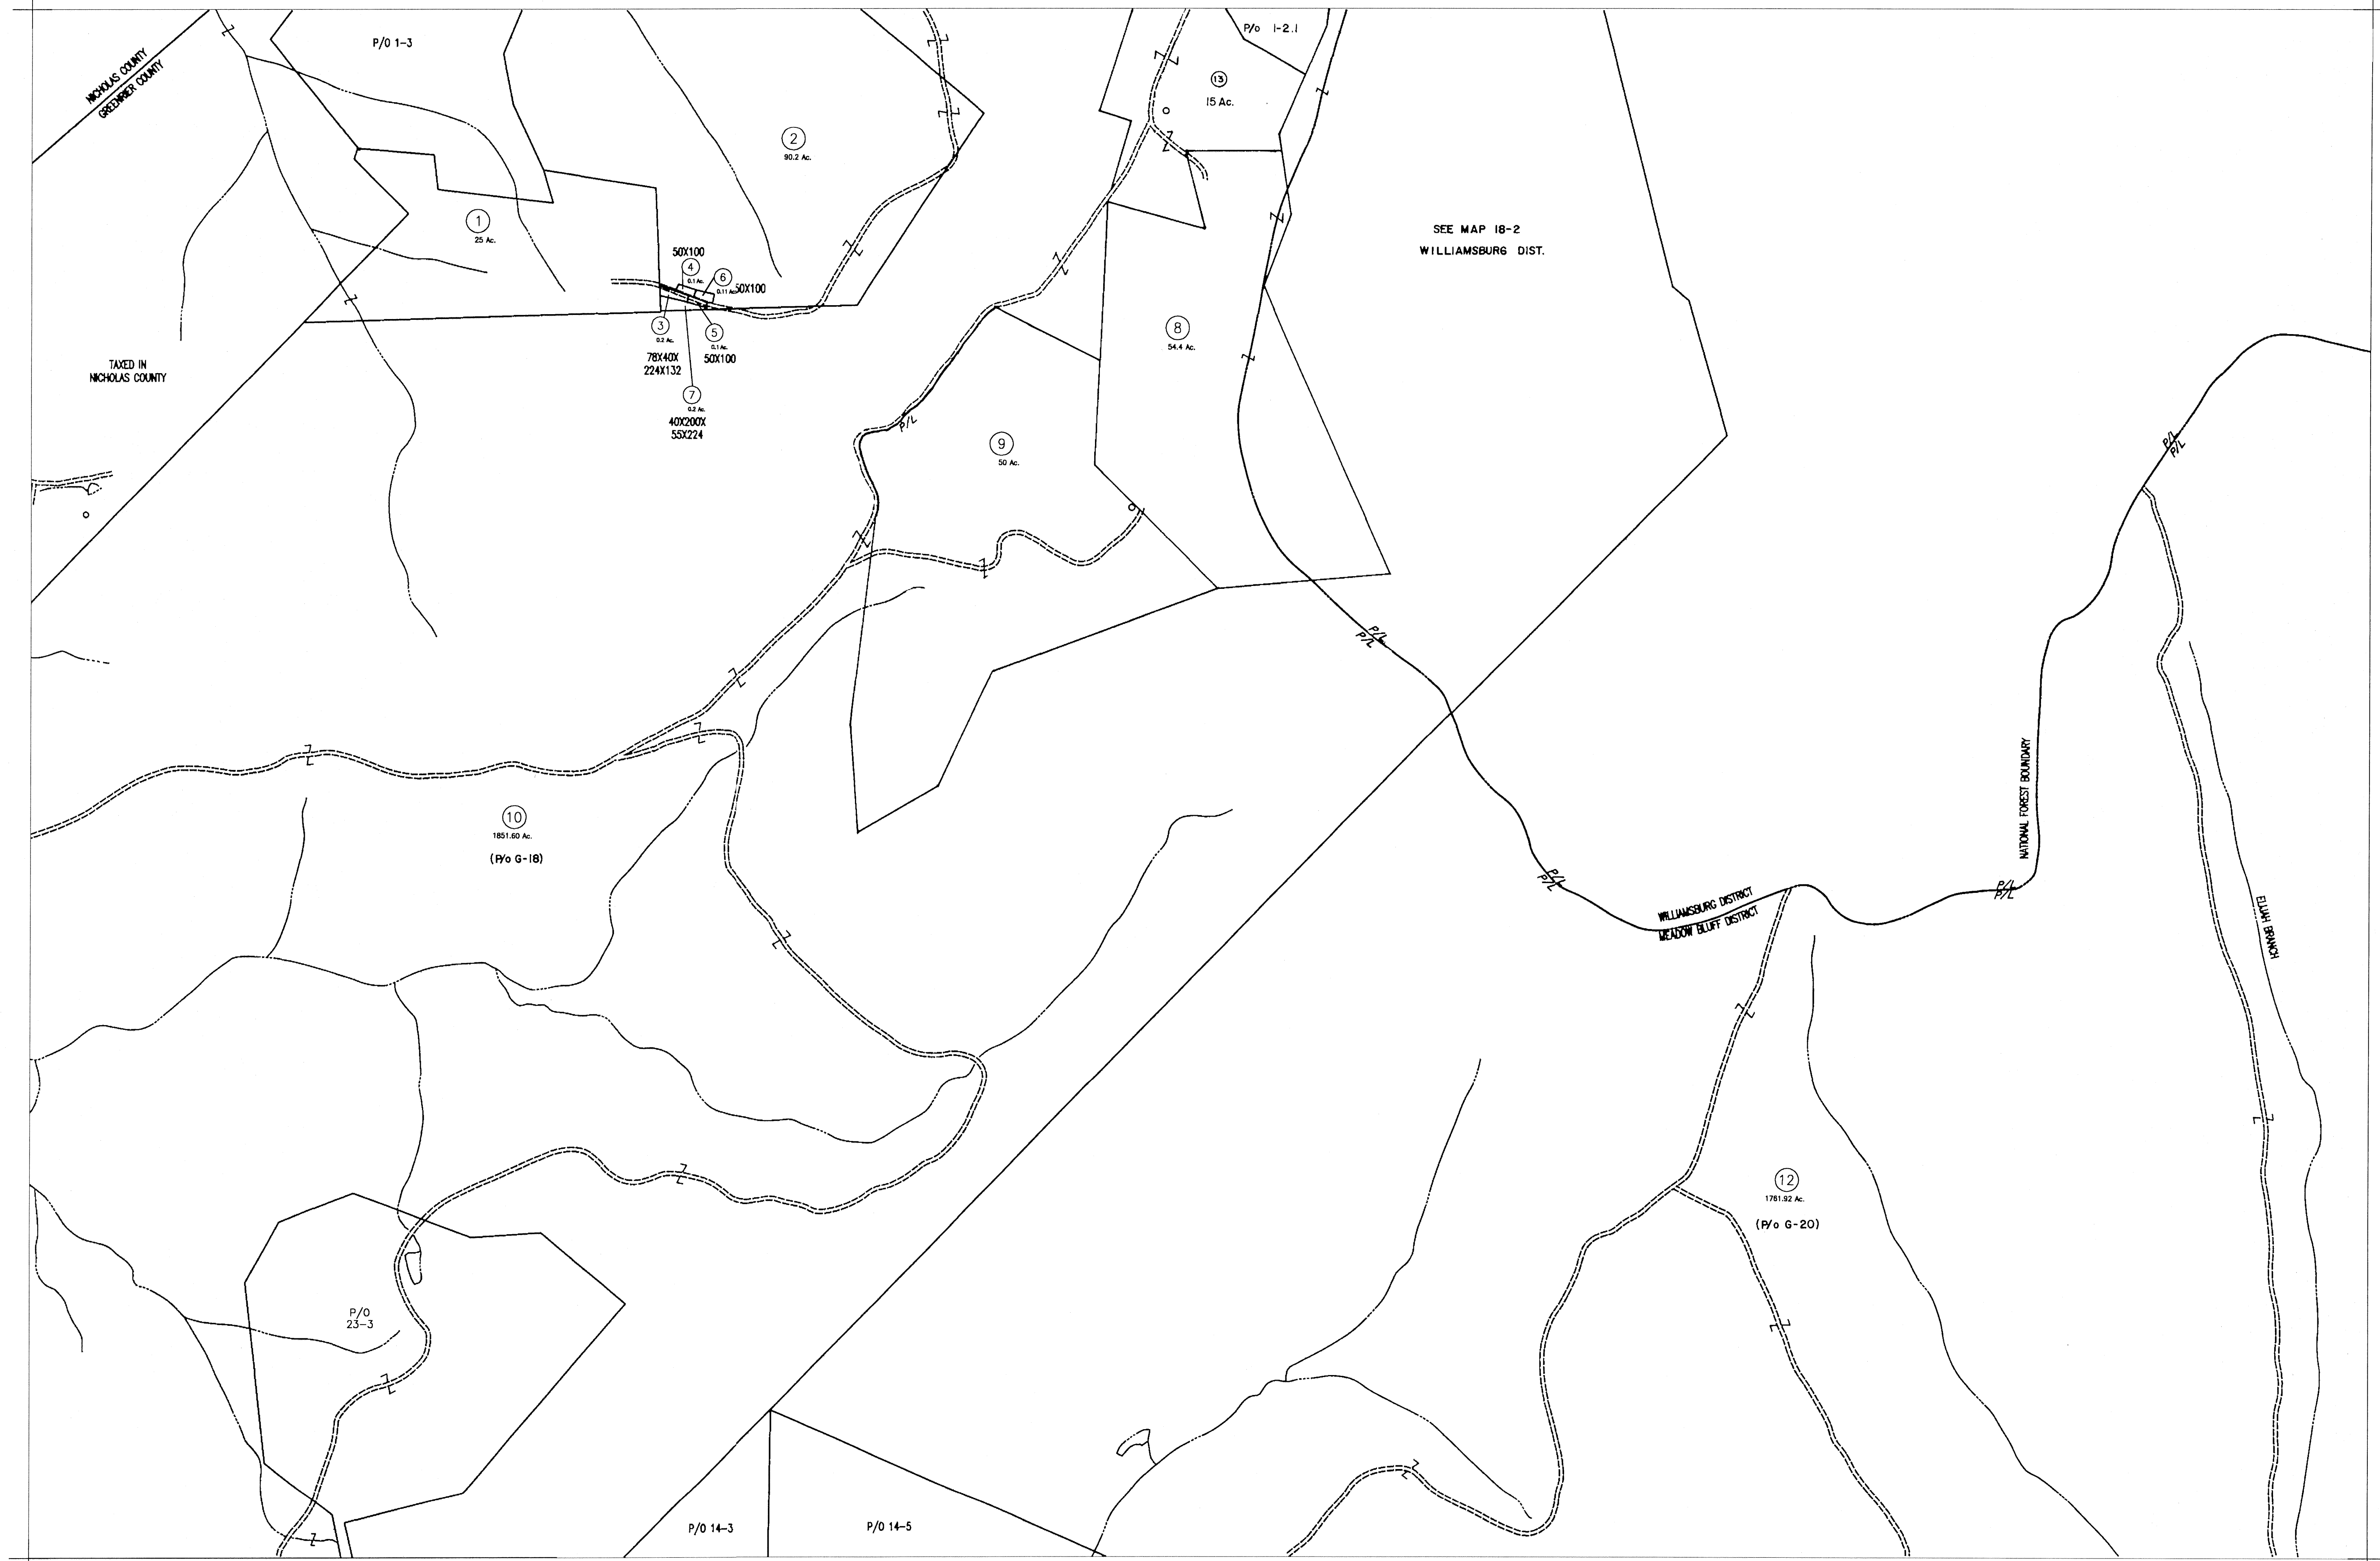 NICHOLAS COUNTY
GREENBRIER COUNTY
P/O 1-3
P/o 1-2.1
13
15 Ac.
2
90.2 Ac.
1
25 Ac.
SEE MAP 18-2
WILLIAMSBURG DIST.
50X100
4
0.1 Ac.
6
0.11 Ac.
50X100
3
0.2 Ac.
78X40X
224X132
5
0.1 Ac.
50X100
7
0.2 Ac.
40X200X
55X224
8
54.4 Ac.
TAXED IN
NICHOLAS COUNTY
P/L
9
50 Ac.
P/L
P/L
P/L
P/L
NATIONAL FOREST BOUNDARY
10
1851.60 Ac.
(P/o G-18)
P/L
P/L
P/L
P/L
WILLIAMSBURG DISTRICT
MEADOW BLUFF DISTRICT
ELIJAH BRANCH
12
1761.92 Ac.
(P/o G-20)
P/O
23-3
P/O 14-3
P/O 14-5